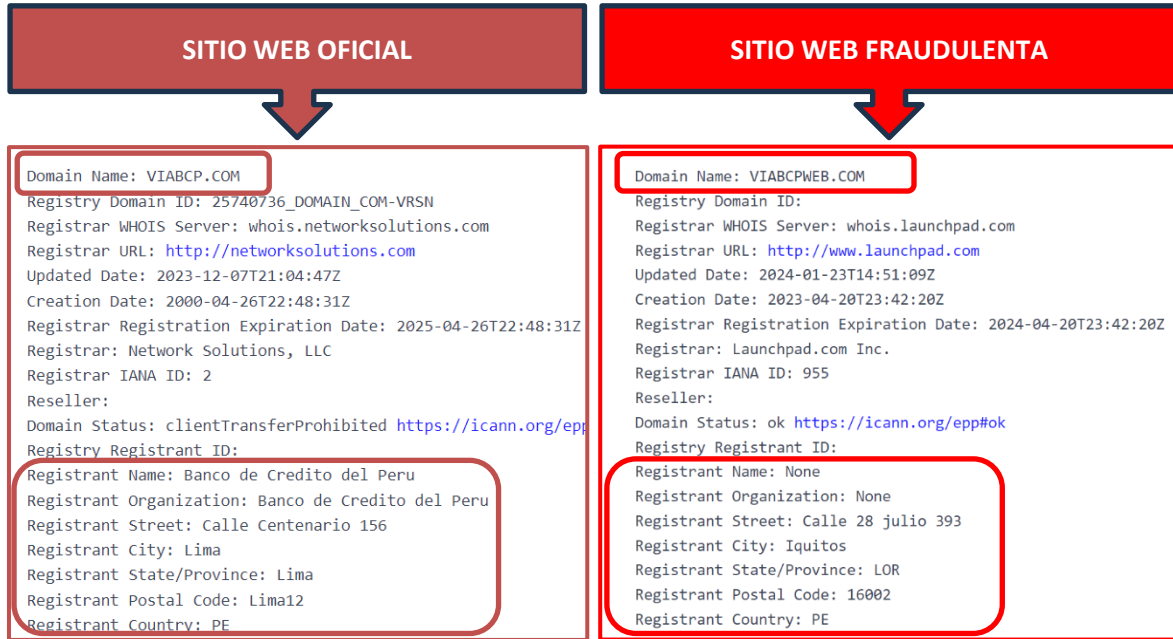 SITIO WEB OFICIAL
Domain Name: VIABCP.COM
Registry Domain ID: 25740736_DOMAIN_COM-VRSN
Registrar WHOIS Server: whois.networksolutions.com
Registrar URL: http://networksolutions.com
Updated Date: 2023-12-07T21:04:47Z
Creation Date: 2000-04-26T22:48:31Z
Registrar Registration Expiration Date: 2025-04-26T22:48:31Z
Registrar: Network Solutions, LLC
Registrar IANA ID: 2
Reseller:
Domain Status: clientTransferProhibited https://icann.org/epp
Registry Registrant ID:
Registrant Name: Banco de Credito del Peru
Registrant Organization: Banco de Credito del Peru
Registrant Street: Calle Centenario 156
Registrant City: Lima
Registrant State/Province: Lima
Registrant Postal Code: Lima12
Registrant Country: PE
SITIO WEB FRAUDULENTA
Domain Name: VIABCPWEB.COM
Registry Domain ID:
Registrar WHOIS Server: whois.launchpad.com
Registrar URL: http://www.launchpad.com
Updated Date: 2024-01-23T14:51:09Z
Creation Date: 2023-04-20T23:42:20Z
Registrar Registration Expiration Date: 2024-04-20T23:42:20Z
Registrar: Launchpad.com Inc.
Registrar IANA ID: 955
Reseller:
Domain Status: ok https://icann.org/epp#ok
Registry Registrant ID:
Registrant Name: None
Registrant Organization: None
Registrant Street: Calle 28 julio 393
Registrant City: Iquitos
Registrant State/Province: LOR
Registrant Postal Code: 16002
Registrant Country: PE